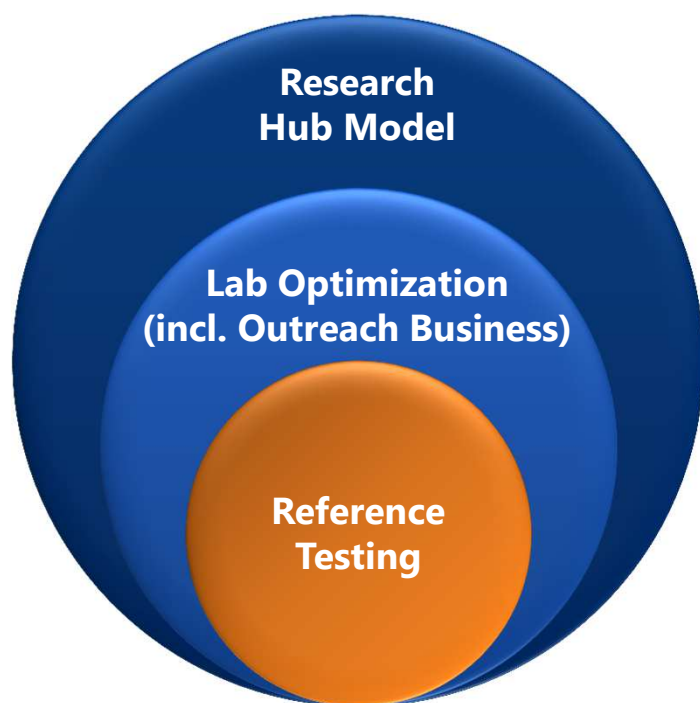 Research
Hub Model
Lab Optimization
(incl. Outreach Business)
Reference
Testing